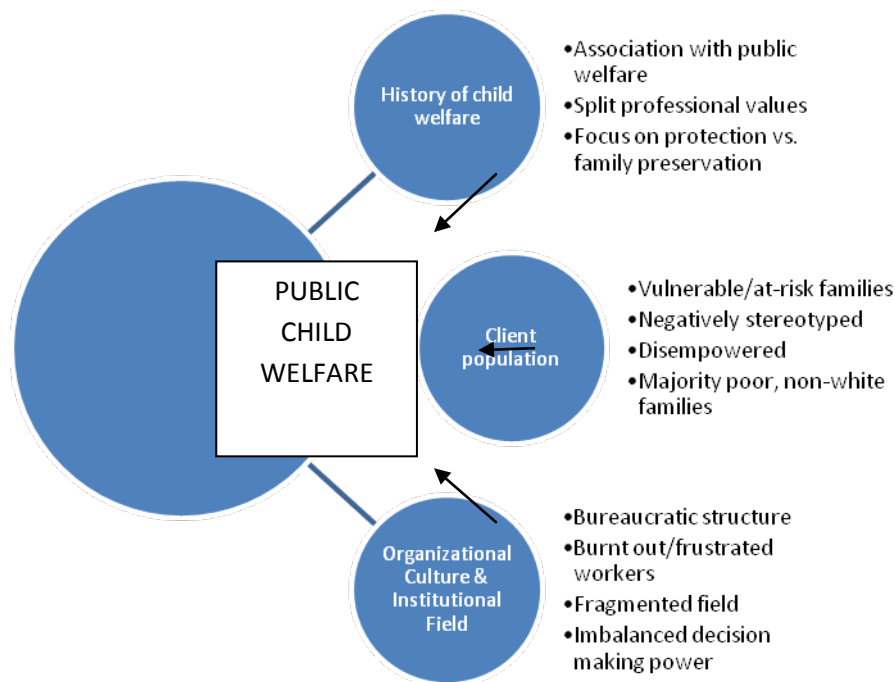 History of child
welfare
•Association with public
welfare
•Split professional values
•Focus on protection vs.
family preservation
PUBLIC
CHILD
WELFARE
Client
population
•Vulnerable/at-risk families
•Negatively stereotyped
•Disempowered
•Majority poor, non-white
families
Organizational
Culture &
Institutional
Field
•Bureaucratic structure
•Burnt out/frustrated
workers
•Fragmented field
•Imbalanced decision
making power